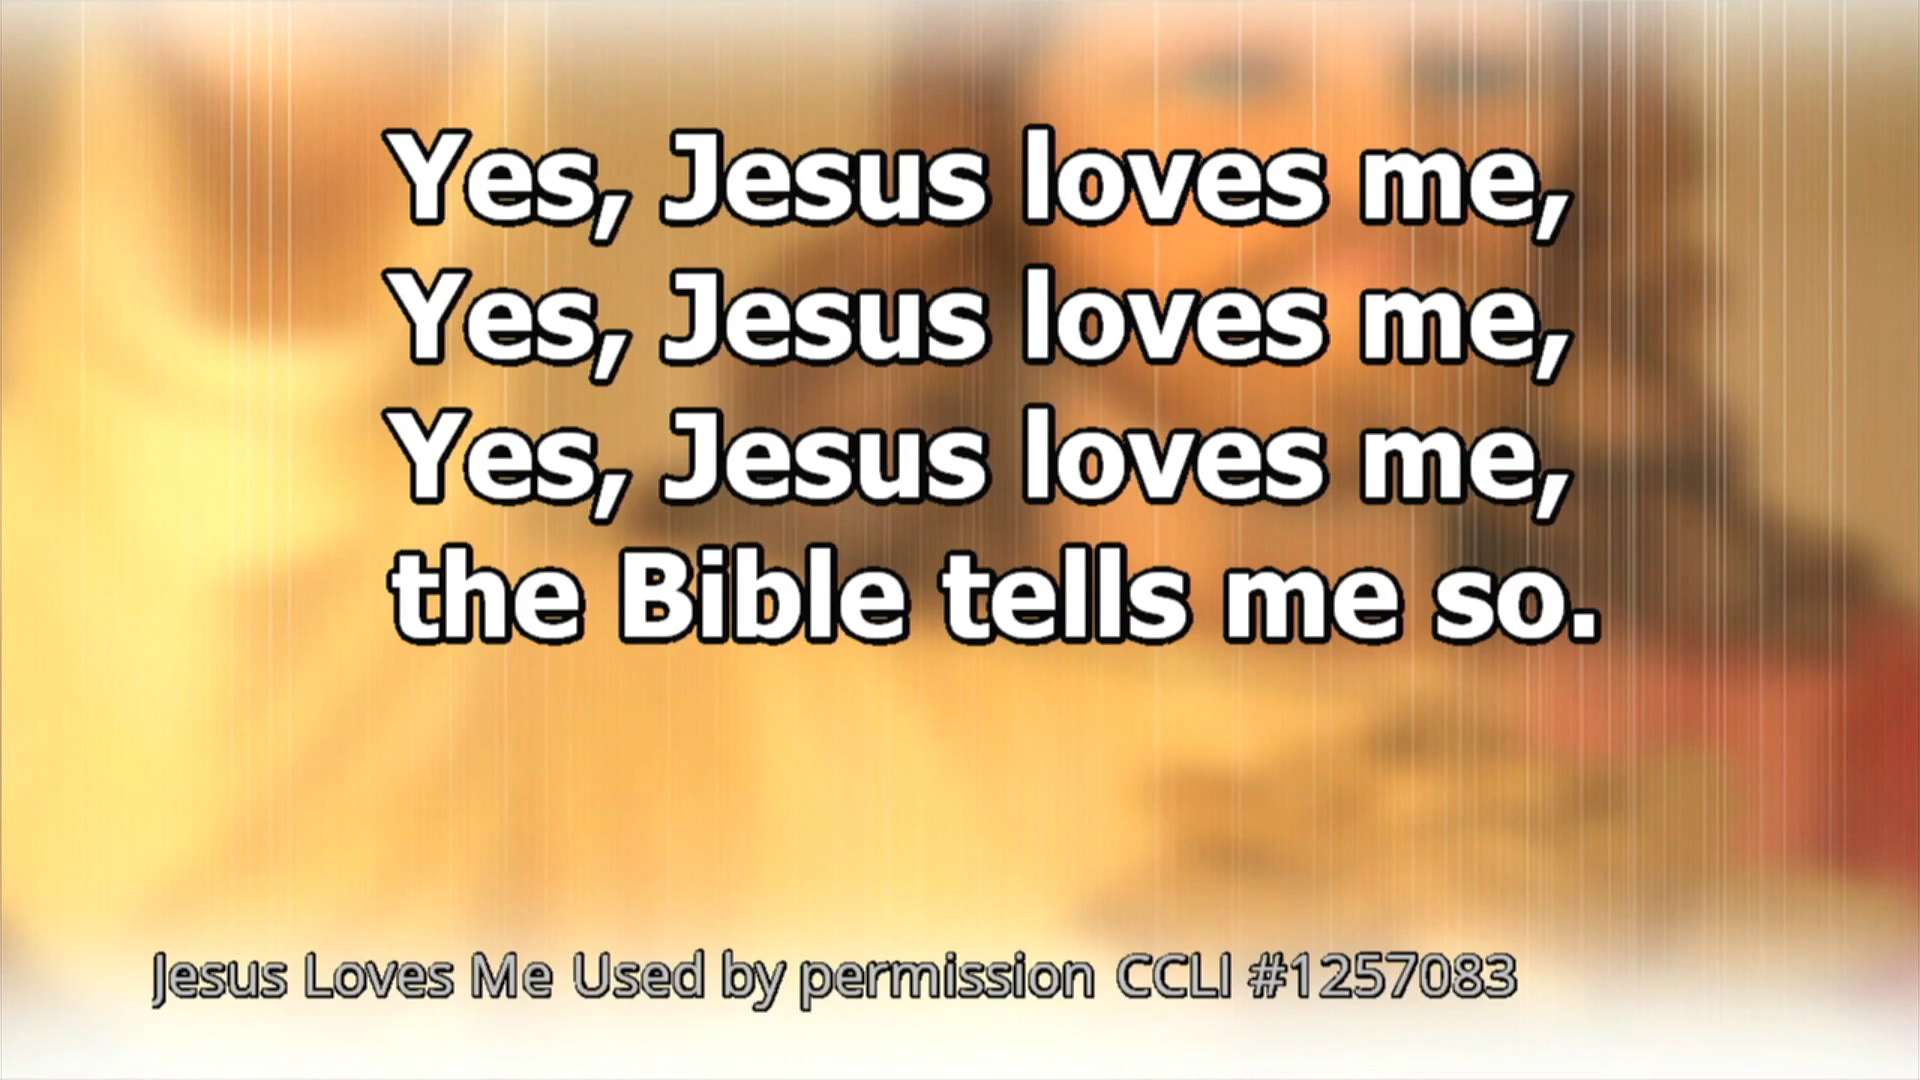 Yes, Jesus loves me,
Yes, Jesus loves me,
Yes, Jesus loves me,
the Bible tells me so.
Jesus Loves Me Used by permission CCLI #1257083